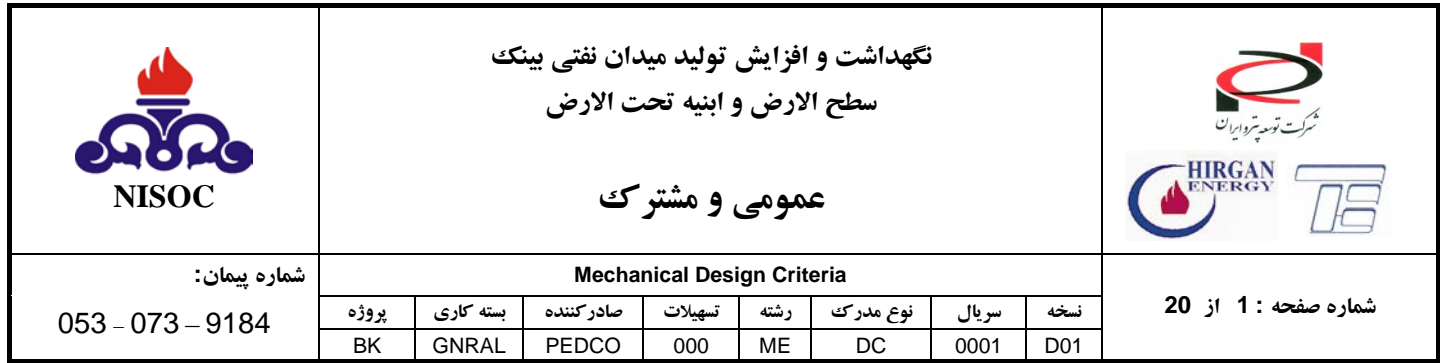 نگهداشت و افزایش تولید میدان نفتی بینک
سطح الارض و ابنیه تحت الارض
عمومی و مشترک
NISOC
شرکت توسعه پترو ایران
HIRGAN
ENERGY
شماره پیمان:
053 – 073 – 9184
Mechanical Design Criteria
پروژه بسته کاری صادر کننده تسهیلات رشته نوع مدرک سریال نسخه
BK GNRAL PEDCO 000 ME DC 0001 D01
شماره صفحه : 1 از 20